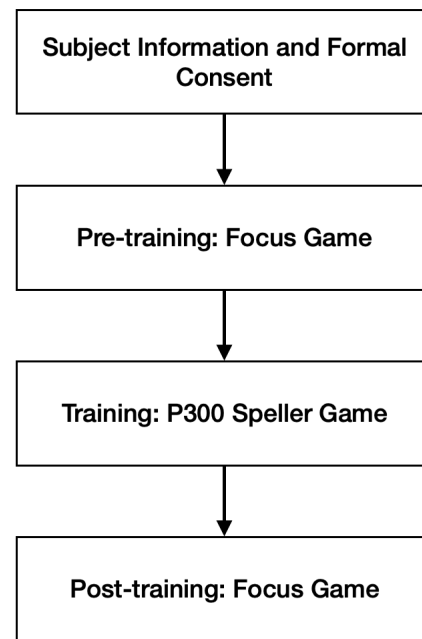 Subject Information and Formal
Consent
Pre-training: Focus Game
Training: P300 Speller Game
Post-training: Focus Game